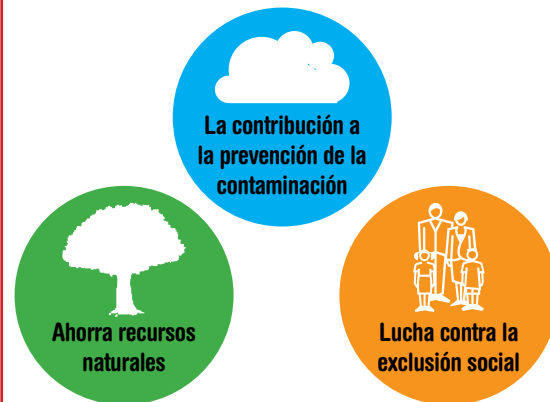 La contribución a
la prevención de la
contaminación
Ahorra recursos
naturales
Lucha contra la
exclusión social